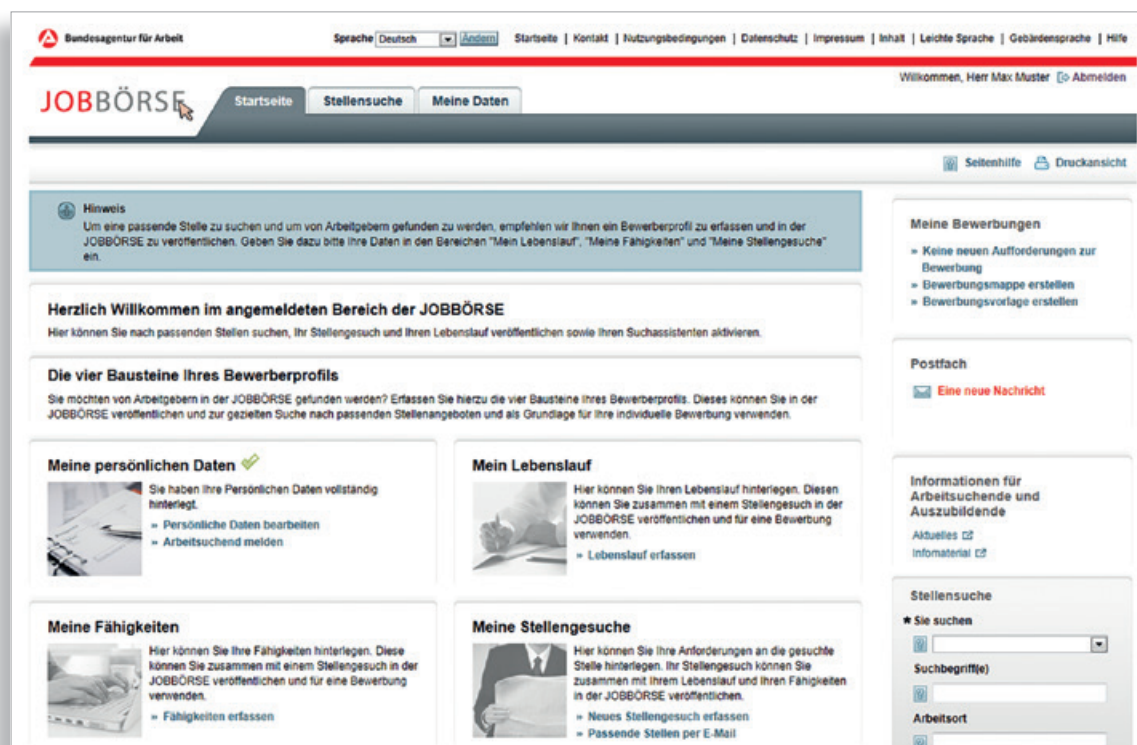 Bundesagentur für Arbeit
Sprache Deutsch Ändern Startseite | Kontakt | Nutzungsbedingungen | Datenschutz | Impressum | Inhalt | Leichte Sprache | Gebärdensprache | Hilfe
Willkommen, Herr Max Muster Abmelden
JOBBÖRSE
Startseite Stellensuche Meine Daten
Seitenhilfe Druckansicht
Hinweis
Um eine passende Stelle zu suchen und um von Arbeitgebern gefunden zu werden, empfehlen wir Ihnen ein Bewerberprofil zu erfassen und in der
JOBBÖRSE zu veröffentlichen. Geben Sie dazu bitte Ihre Daten in den Bereichen "Mein Lebenslauf", "Meine Fähigkeiten" und "Meine Stellengesuche"
ein.
Herzlich Willkommen im angemeldeten Bereich der JOBBÖRSE
Hier können Sie nach passenden Stellen suchen, Ihr Stellengesuch und Ihren Lebenslauf veröffentlichen sowie Ihren Suchassistenten aktivieren.
Die vier Bausteine Ihres Bewerberprofils
Sie möchten von Arbeitgebern in der JOBBÖRSE gefunden werden? Erfassen Sie hierzu die vier Bausteine Ihres Bewerberprofils. Dieses können Sie in der
JOBBÖRSE veröffentlichen und zur gezielten Suche nach passenden Stellenangeboten und als Grundlage für Ihre individuelle Bewerbung verwenden.
Meine persönlichen Daten
Sie haben Ihre Persönlichen Daten vollständig
hinterlegt.
» Persönliche Daten bearbeiten
» Arbeitsuchend melden
Mein Lebenslauf
Hier können Sie Ihren Lebenslauf hinterlegen. Diesen
können Sie zusammen mit einem Stellengesuch in der
JOBBÖRSE veröffentlichen und für eine Bewerbung
verwenden.
» Lebenslauf erfassen
Meine Fähigkeiten
Hier können Sie Ihre Fähigkeiten hinterlegen. Diese
können Sie zusammen mit einem Stellengesuch in der
JOBBÖRSE veröffentlichen und für eine Bewerbung
verwenden.
» Fähigkeiten erfassen
Meine Stellengesuche
Hier können Sie Ihre Anforderungen an die gesuchte
Stelle hinterlegen. Ihr Stellengesuch können Sie
zusammen mit Ihrem Lebenslauf und Ihren Fähigkeiten
in der JOBBÖRSE veröffentlichen.
» Neues Stellengesuch erfassen
» Passende Stellen per E-Mail
Meine Bewerbungen
» Keine neuen Aufforderungen zur
Bewerbung
» Bewerbungsmappe erstellen
» Bewerbungsvorlage erstellen
Postfach
Eine neue Nachricht
Informationen für
Arbeitsuchende und
Auszubildende
Aktuelles
Infomaterial
Stellensuche
* Sie suchen
Suchbegriff(e)
Arbeitsort